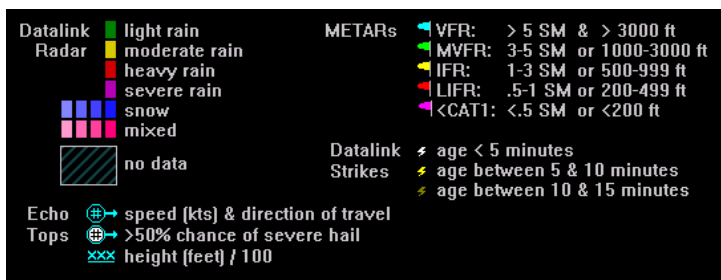 Datalink Radar
light rain
moderate rain
heavy rain
severe rain
snow
mixed
no data
METARs
VFR: > 5 SM & > 3000 ft
MVFR: 3-5 SM or 1000-3000 ft
IFR: 1-3 SM or 500-999 ft
LIFR: .5-1 SM or 200-499 ft
<CAT1: <.5 SM or <200 ft
Datalink Strikes
age < 5 minutes
age between 5 & 10 minutes
age between 10 & 15 minutes
Echo Tops
# speed (kts) & direction of travel
# >50% chance of severe hail
XXX height (feet) / 100